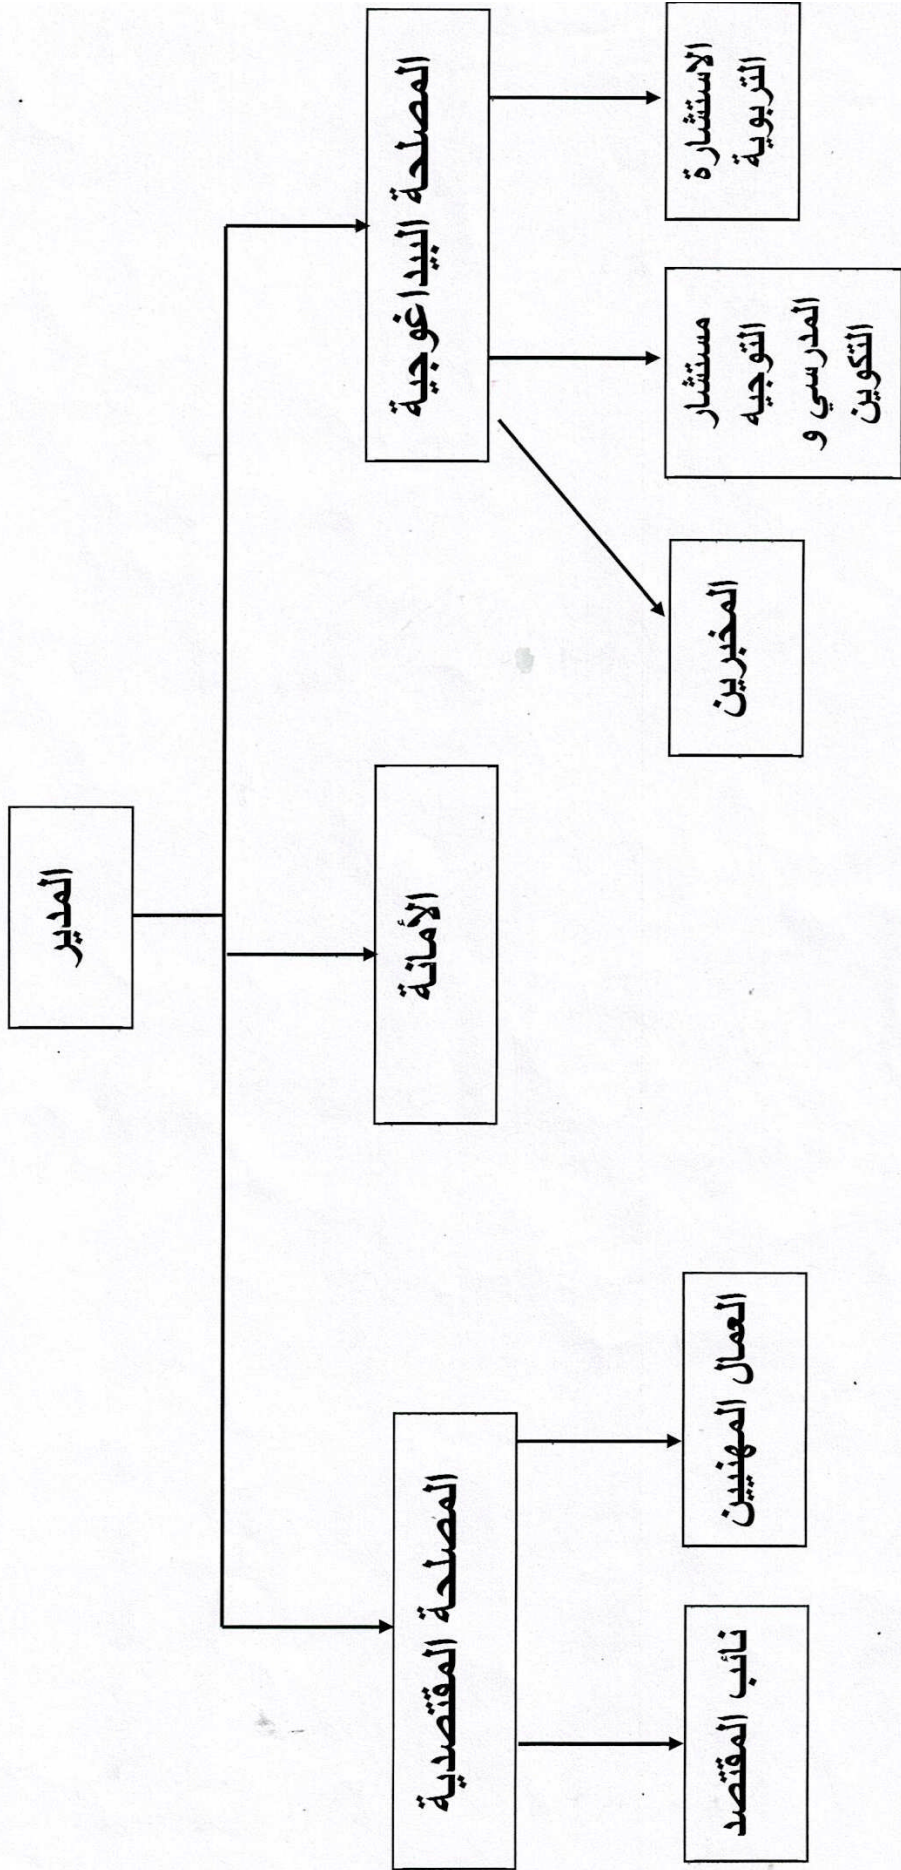 المدير
المصلحة البيداغوجية
الأمانة
المصلحة المقتصدية
الاستشارة
التربوية
مستشار
التوجيه
المدرسي و
التكوين
المخبرين
العمال المهنيين
نائب المقتصد